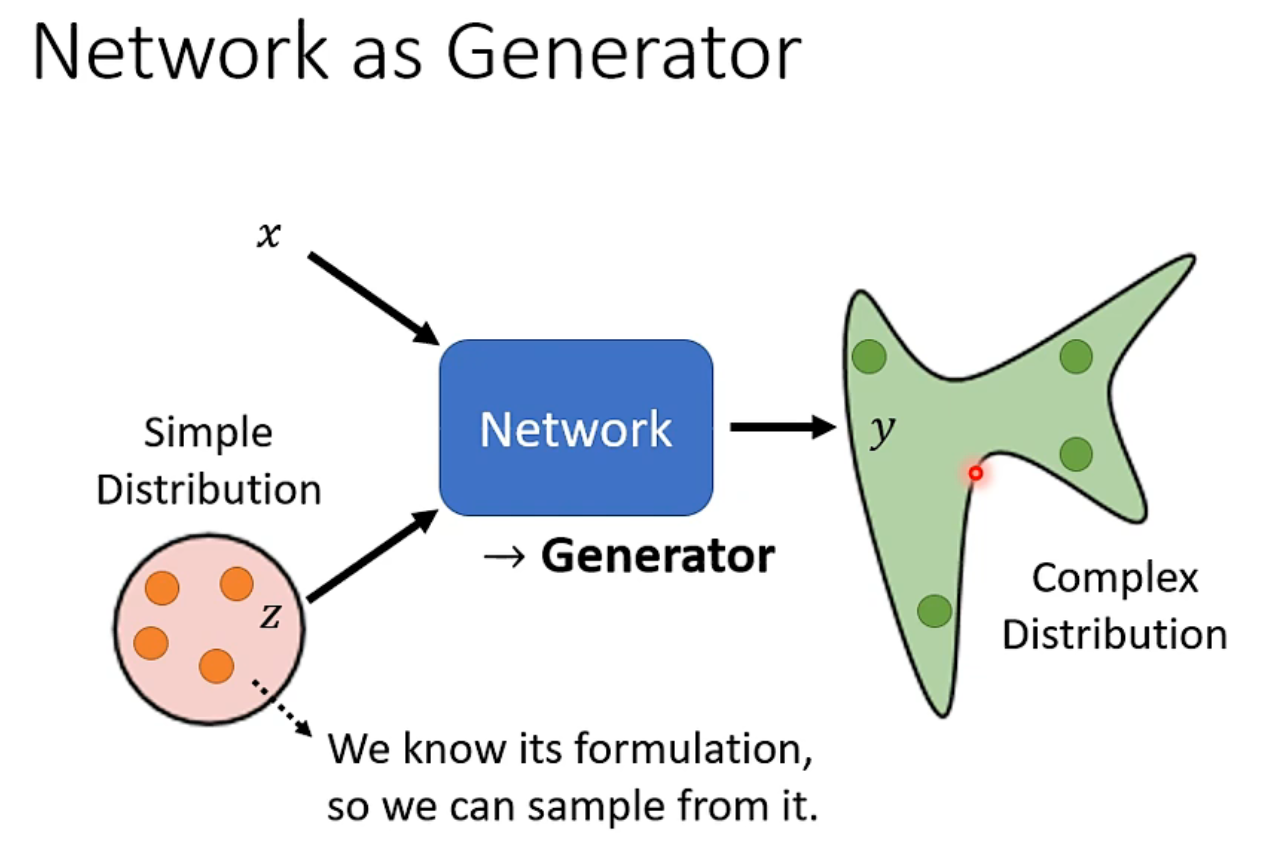 Network as Generator
x
Simple
Distribution
z
Network
→ Generator
y
Complex
Distribution
We know its formulation,
so we can sample from it.